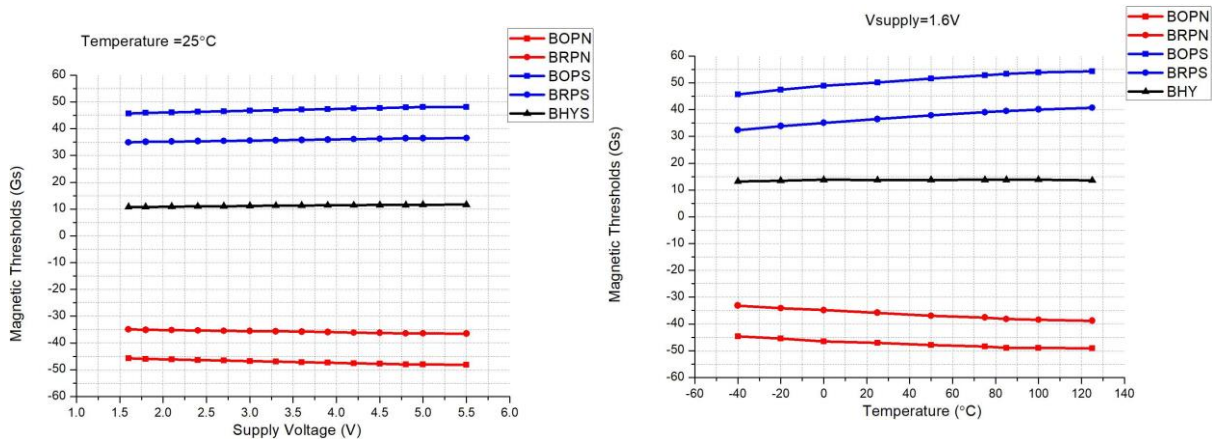 Temperature =25°C
BOPN
BRPN
BOPS
BRPS
BHYS
Magnetic Thresholds (Gs)
60
50
40
30
20
10
0
-10
-20
-30
-40
-50
-60
1.0 1.5 2.0 2.5 3.0 3.5 4.0 4.5 5.0 5.5 6.0
Supply Voltage (V)
Vsupply=1.6V
BOPN
BRPN
BOPS
BRPS
BHY
Magnetic Thresholds (Gs)
60
50
40
30
20
10
0
-10
-20
-30
-40
-50
-60
-60 -40 -20 0 20 40 60 80 100 120 140
Temperature (°C)